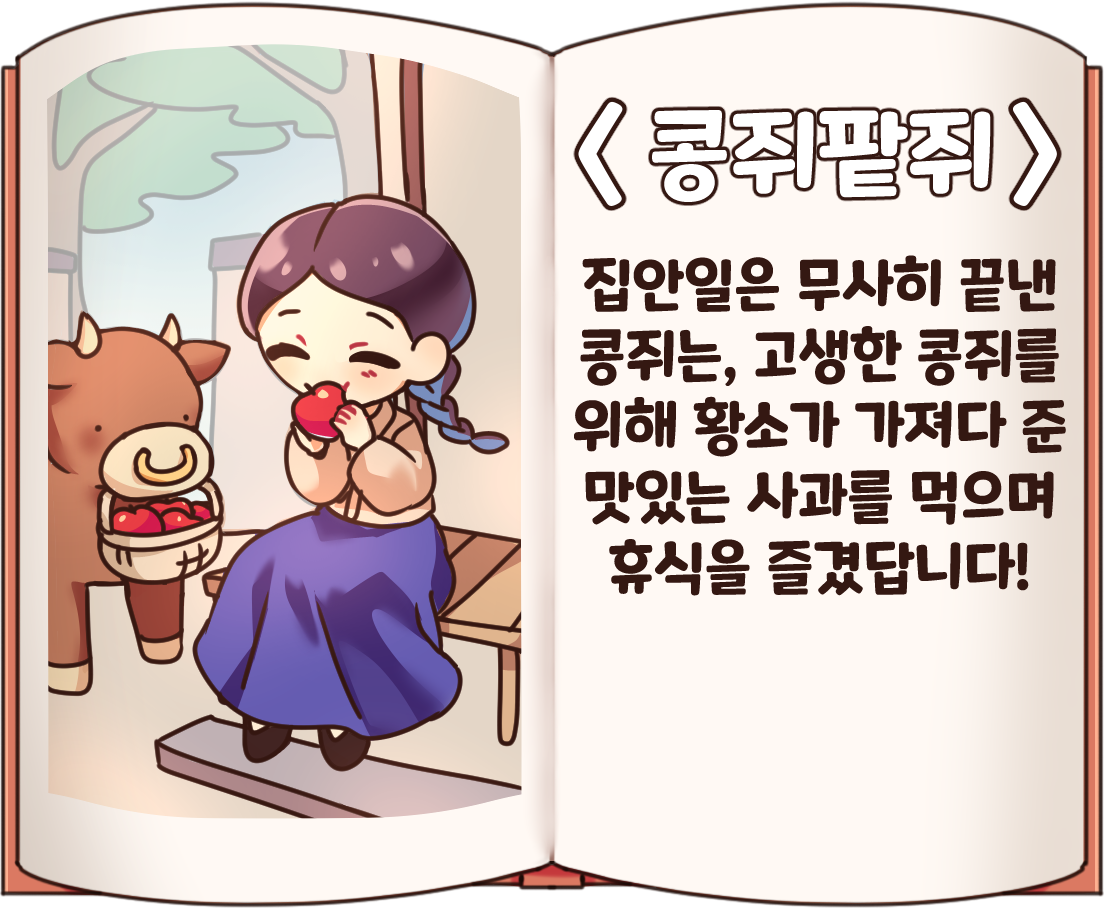 〈 콩쥐팥쥐 〉
집안일은 무사히 끝낸
콩쥐는, 고생한 콩쥐를
위해 황소가 가져다 준
맛있는 사과를 먹으며
휴식을 즐겼답니다!